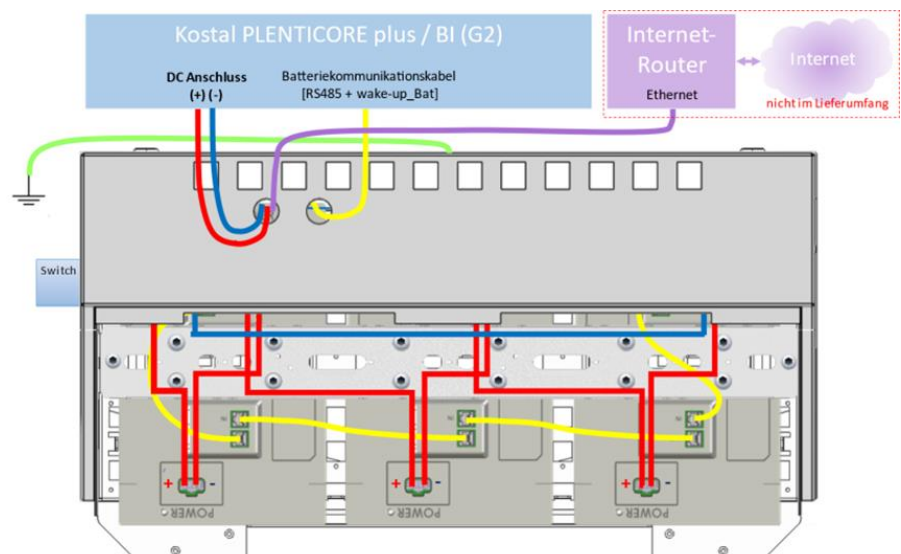 Kostal PLENTICORE plus / BI (G2)
DC Anschluss
(+) (-)
Batteriekommunikationskabel
[RS485 + wake-up_Bat]
Internet-
Router
Ethernet
Internet
nicht im Lieferumfang
Switch
+ -
POWER
+ -
POWER
+ -
POWER